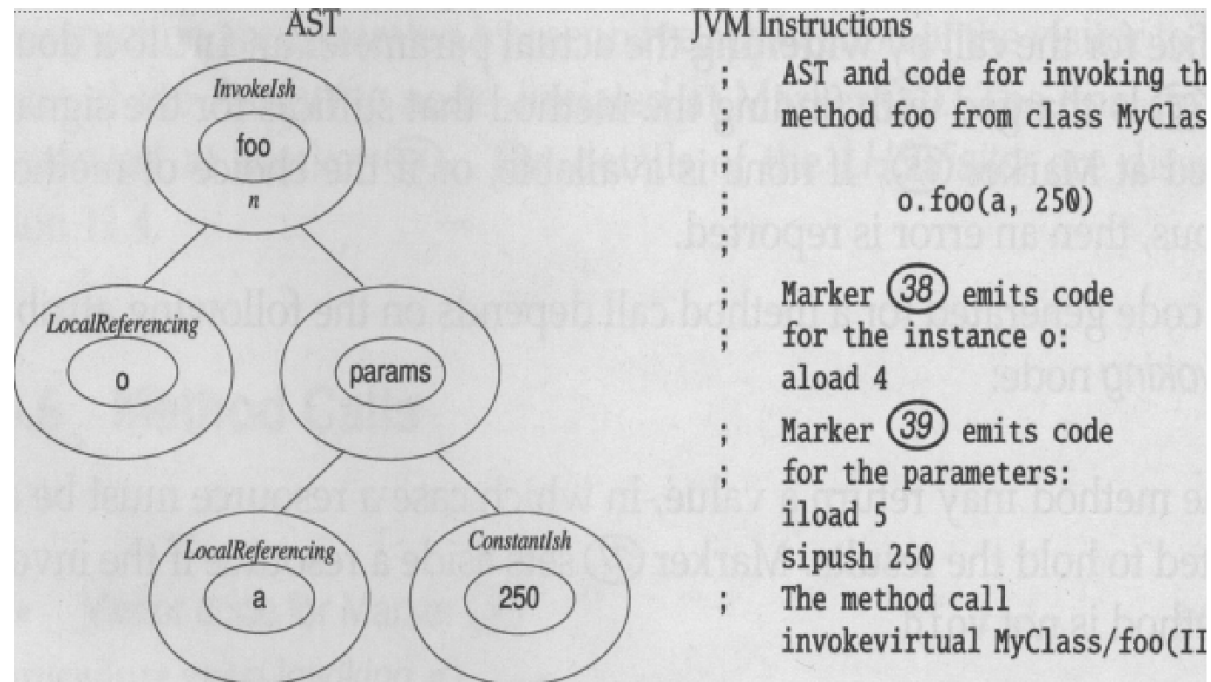 AST
InvokeIsh
foo
n
LocalReferencing
o
params
LocalReferencing
a
ConstantIsh
250
JVM Instructions
; AST and code for invoking th
; method foo from class MyClas
;
; o.foo(a, 250)
;
; Marker 38 emits code
; for the instance o:
aload 4
; Marker 39 emits code
; for the parameters:
iload 5
sipush 250
; The method call
invokevirtual MyClass/foo(II